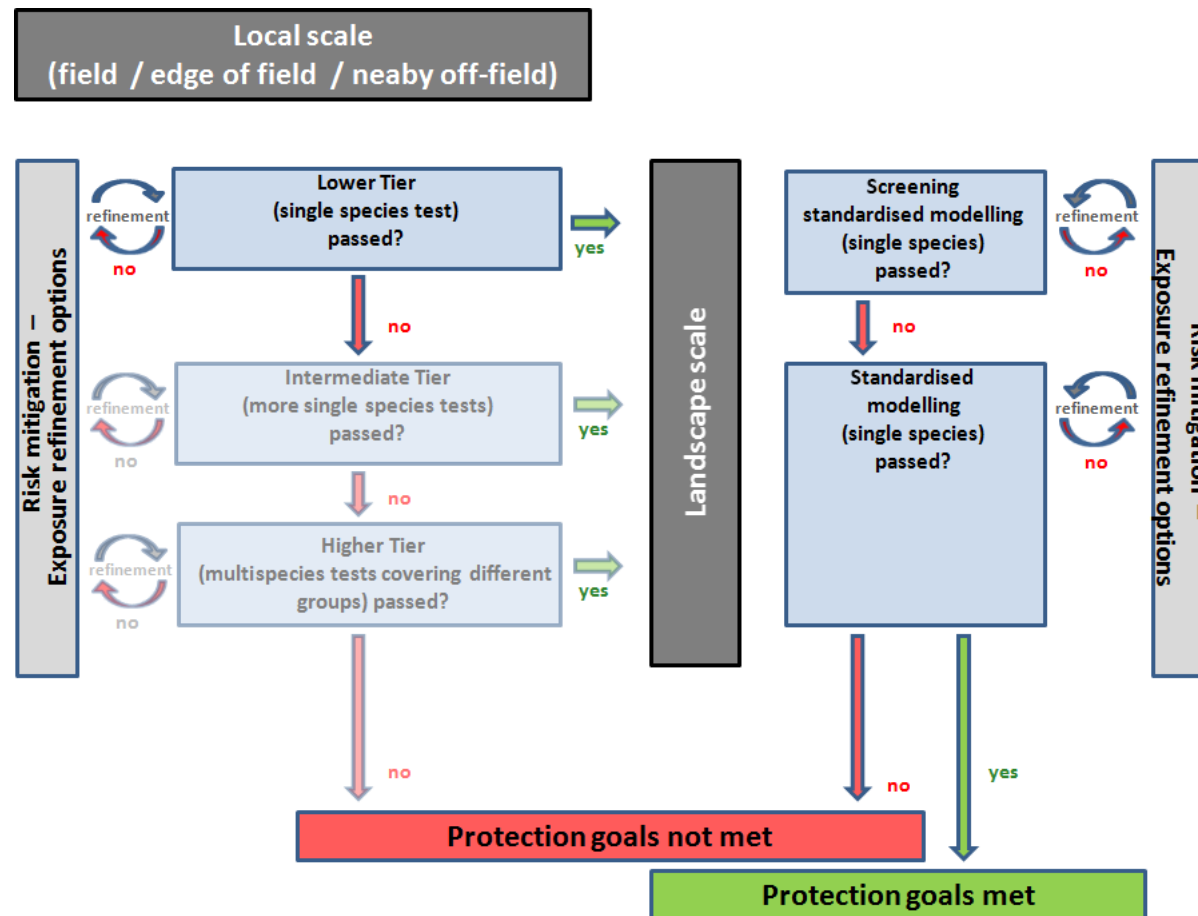 Local scale
(field / edge of field / neaby off-field)
Risk mitigation –
Exposure refinement options
refinement
no
Lower Tier
(single species test)
passed?
yes
no
refinement
no
Intermediate Tier
(more single species tests)
passed?
yes
no
refinement
no
Higher Tier
(multispecies tests covering different
groups) passed?
yes
no
Landscape scale
Screening
standardised modelling
(single species)
passed?
refinement
no
no
Standardised
modelling
(single species)
passed?
refinement
no
no
yes
Risk mitigation –
Exposure refinement options
Protection goals not met
Protection goals met